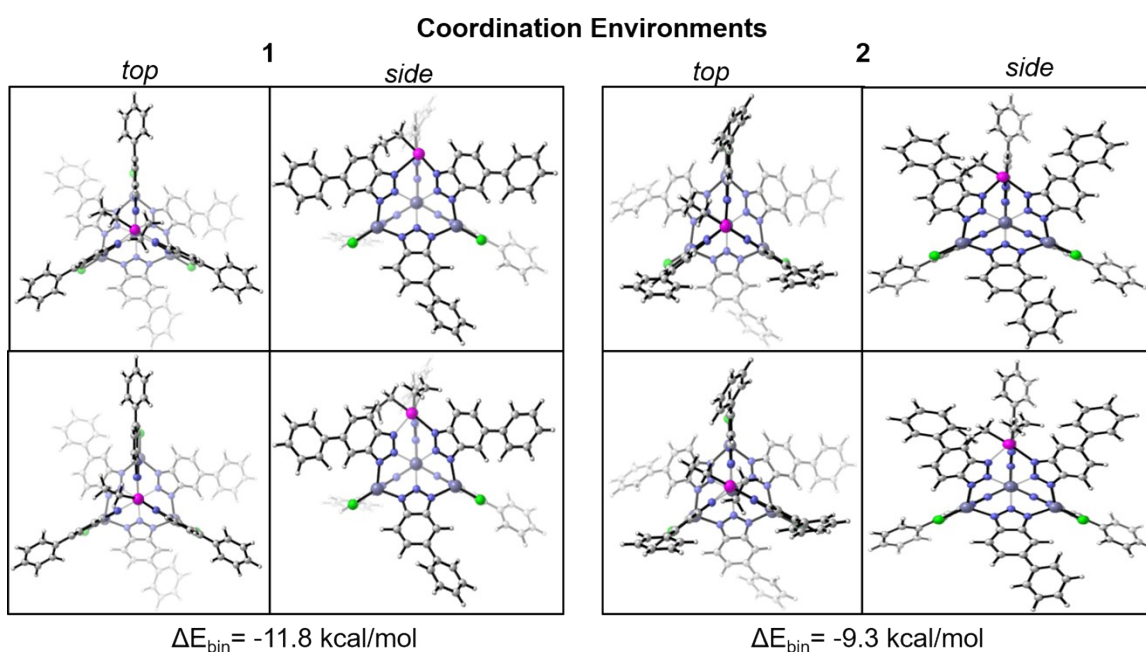 Coordination Environments
1 2
top side top side
ΔE_bin= -11.8 kcal/mol ΔE_bin= -9.3 kcal/mol